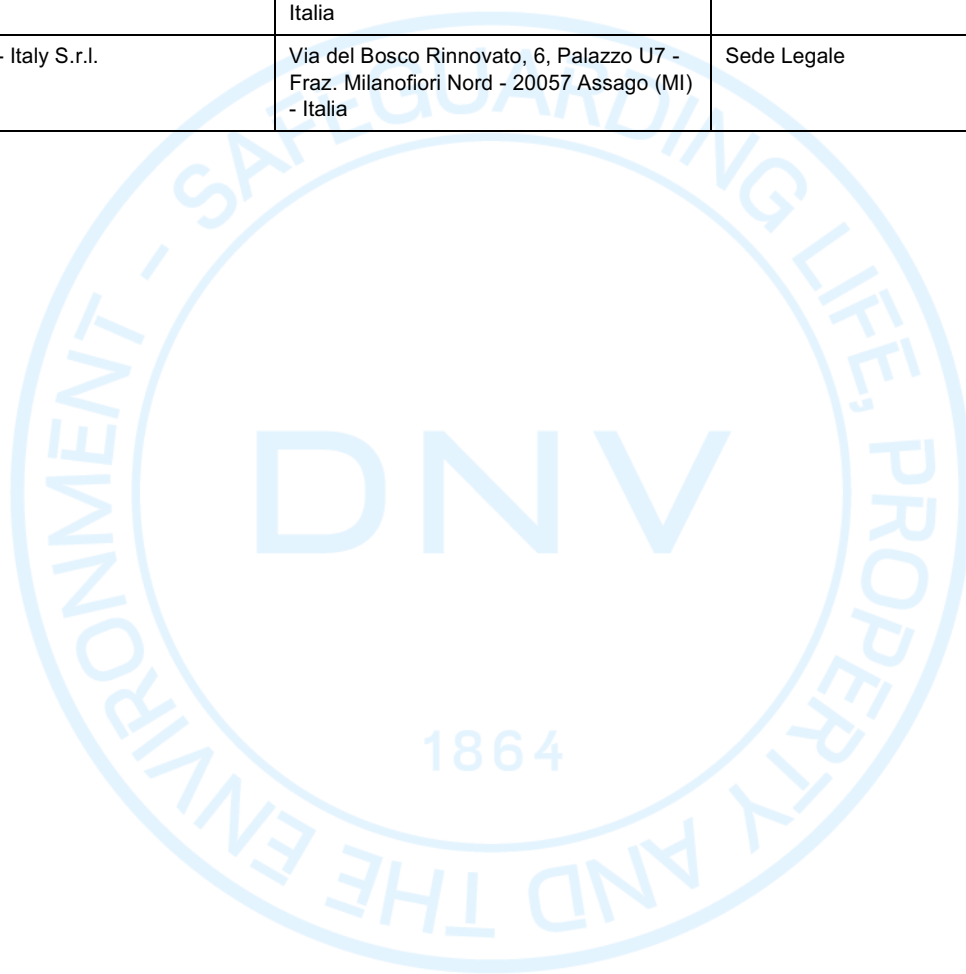 Italia
- Italy S.r.l.
Via del Bosco Rinnovato, 6, Palazzo U7 -
Fraz. Milanofiori Nord - 20057 Assago (MI)
- Italia
Sede Legale
SAFEGUARDING LIFE, PROPERTY AND THE ENVIRONMENT -
DNV
1864